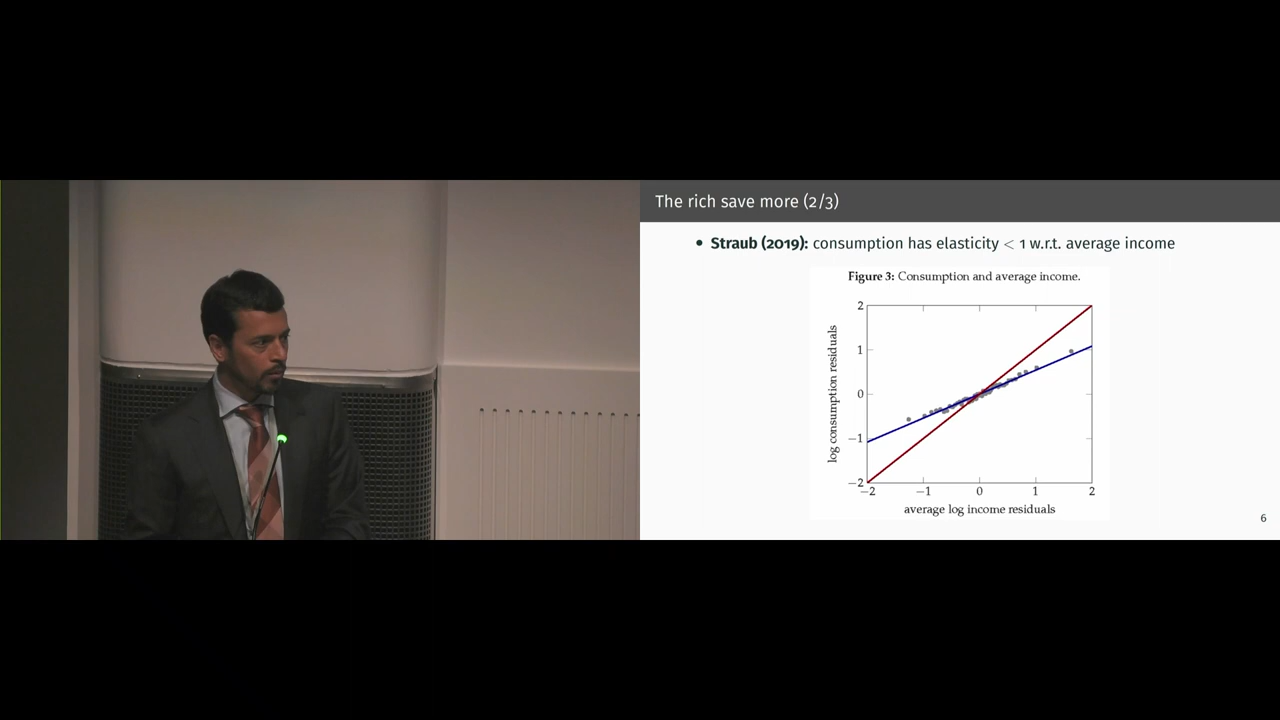 The rich save more (2/3)
• Straub (2019): consumption has elasticity < 1 w.r.t. average income
Figure 3: Consumption and average income.
2
1
0
−1
−2
log consumption residuals
−2 −1 0 1 2
average log income residuals
6